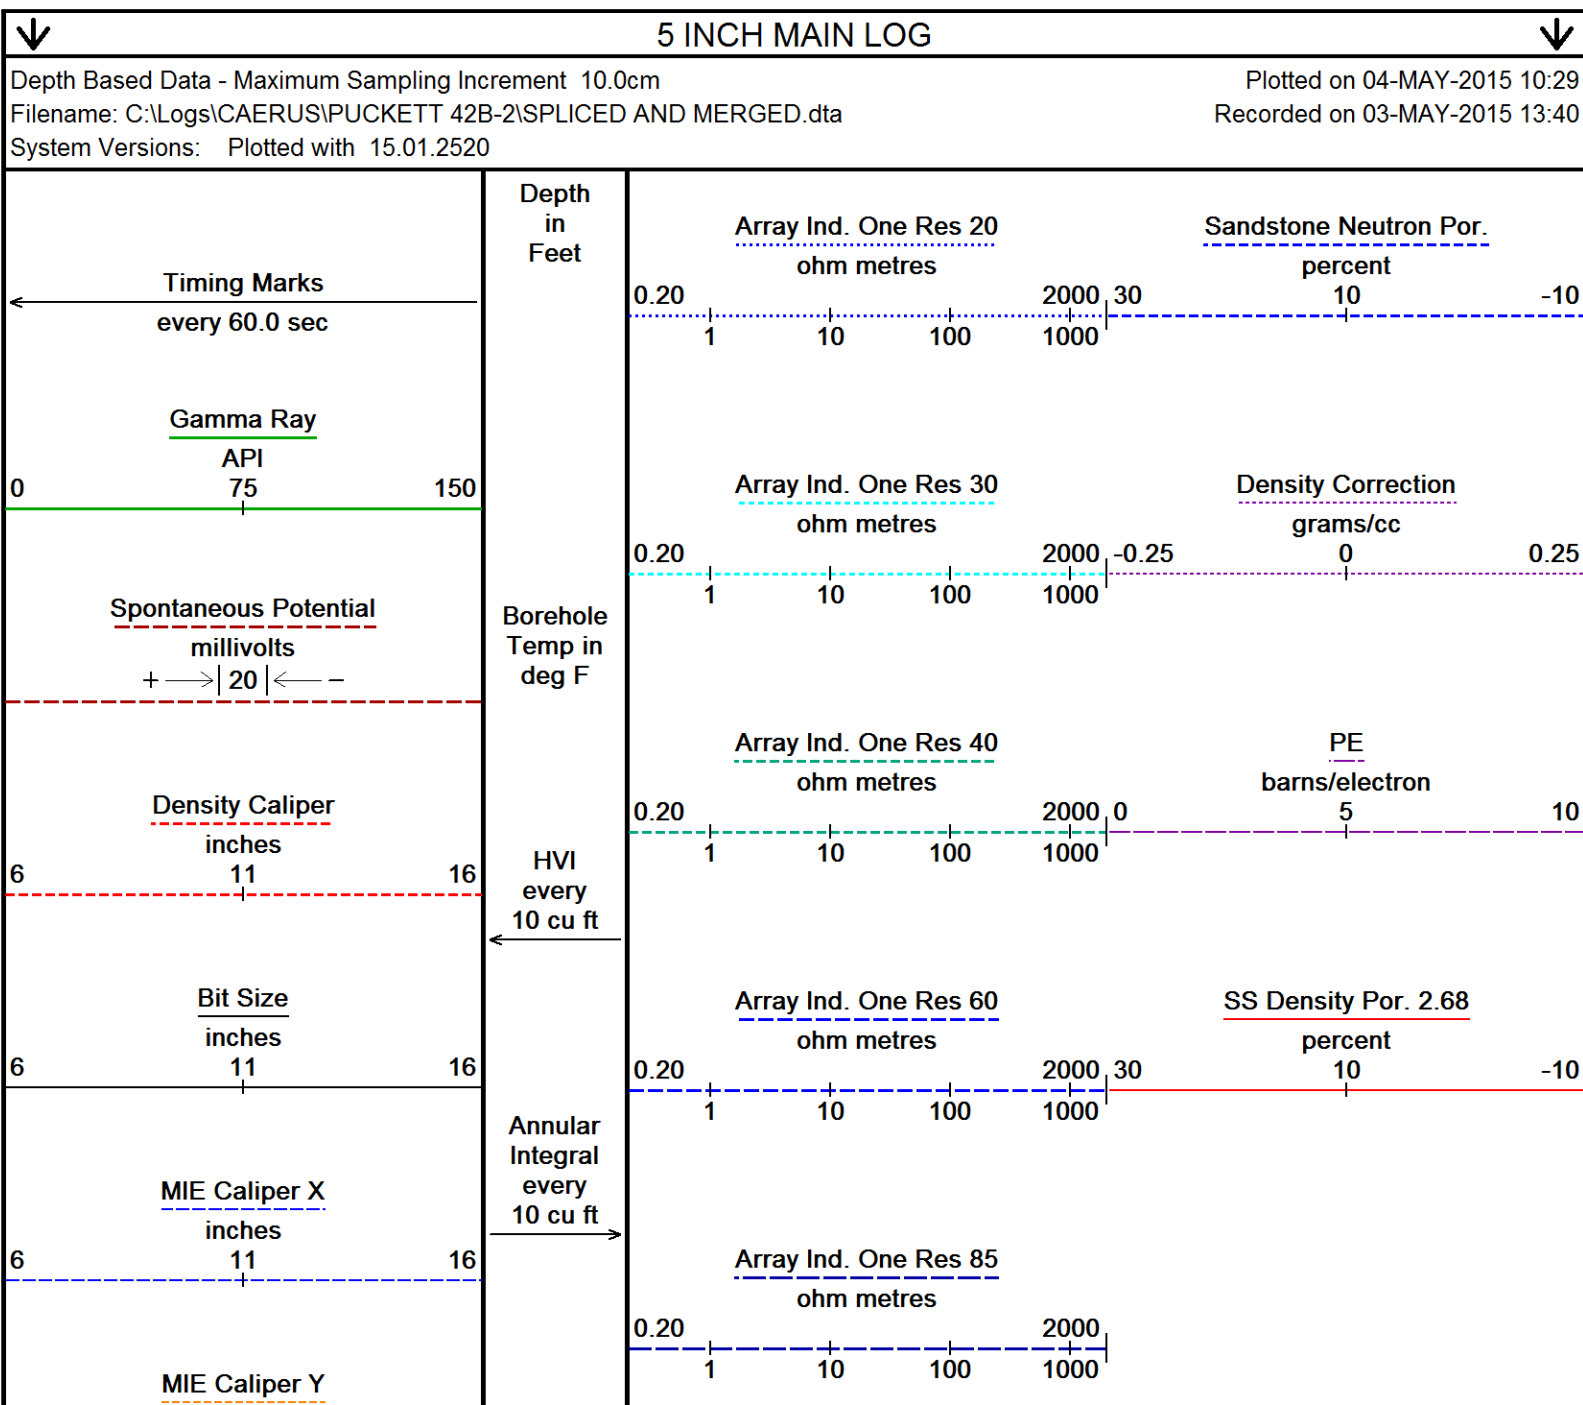 5 INCH MAIN LOG
Depth Based Data - Maximum Sampling Increment 10.0cm
Plotted on 04-MAY-2015 10:29
Filename: C:\Logs\CAERUS\PUCKETT 42B-2\SPLICED AND MERGED.dta
Recorded on 03-MAY-2015 13:40
System Versions: Plotted with 15.01.2520
Timing Marks
every 60.0 sec
Gamma Ray
API
0 75 150
Spontaneous Potential
millivolts
+ 20 -
Density Caliper
inches
6 11 16
Bit Size
inches
6 11 16
MIE Caliper X
inches
6 11 16
MIE Caliper Y
Depth
in
Feet
Borehole
Temp in
deg F
HVI
every
10 cu ft
Annular
Integral
every
10 cu ft
Array Ind. One Res 20
ohm metres
0.20 2000
1 10 100 1000
Array Ind. One Res 30
ohm metres
0.20 2000
1 10 100 1000
Array Ind. One Res 40
ohm metres
0.20 2000
1 10 100 1000
Array Ind. One Res 60
ohm metres
0.20 2000
1 10 100 1000
Array Ind. One Res 85
ohm metres
0.20 2000
1 10 100 1000
Sandstone Neutron Por.
percent
30 10 -10
Density Correction
grams/cc
-0.25 0 0.25
PE
barns/electron
0 5 10
SS Density Por. 2.68
percent
30 10 -10